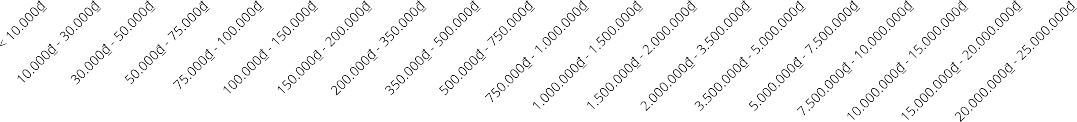 < 10.000₫
10.000₫ - 30.000₫
30.000₫ - 50.000₫
50.000₫ - 75.000₫
75.000₫ - 100.000₫
100.000₫ - 150.000₫
150.000₫ - 200.000₫
200.000₫ - 350.000₫
350.000₫ - 500.000₫
500.000₫ - 750.000₫
750.000₫ - 1.000.000₫
1.000.000₫ - 1.500.000₫
1.500.000₫ - 2.000.000₫
2.000.000₫ - 3.500.000₫
3.500.000₫ - 5.000.000₫
5.000.000₫ - 7.500.000₫
7.500.000₫ - 10.000.000₫
10.000.000₫ - 15.000.000₫
15.000.000₫ - 20.000.000₫
20.000.000₫ - 25.000.000₫